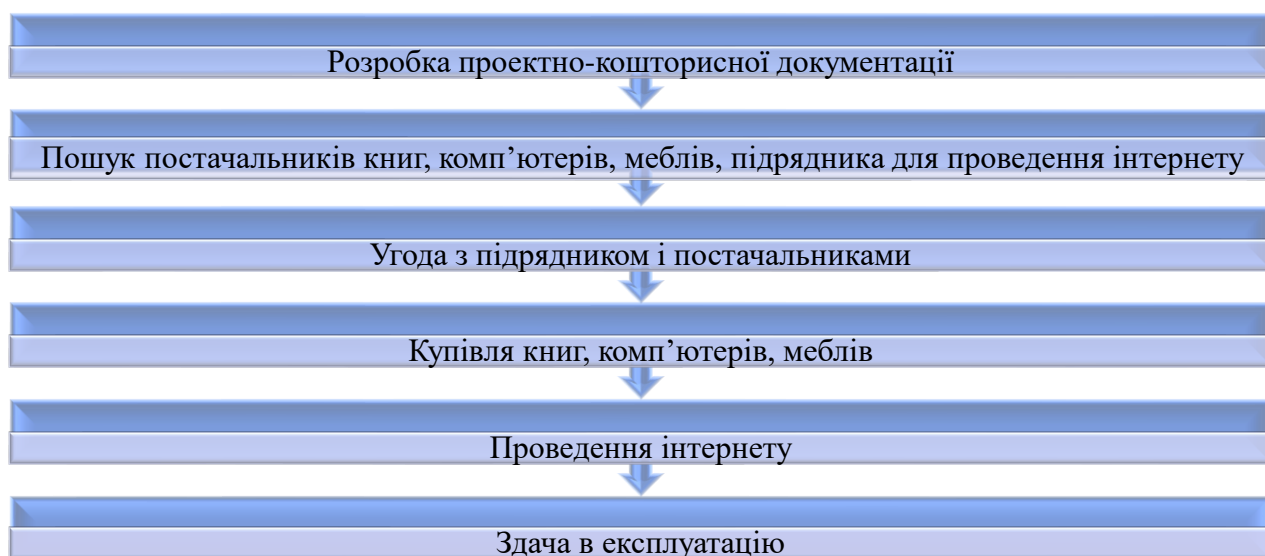 Розробка проектно-кошторисної документації
Пошук постачальників книг, комп’ютерів, меблів, підрядника для проведення інтернету
Угода з підрядником і постачальниками
Купівля книг, комп’ютерів, меблів
Проведення інтернету
Здача в експлуатацію